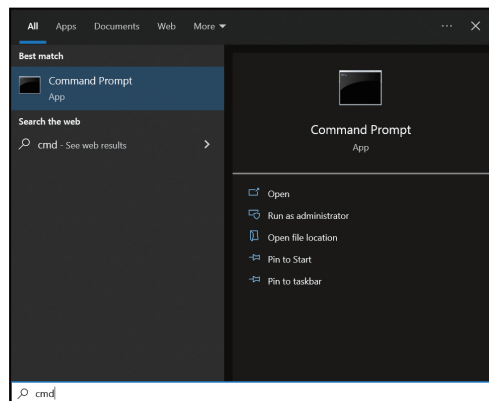 All Apps Documents Web More
Best match
Command Prompt
App
Search the web
cmd - See web results
Command Prompt
App
Open
Run as administrator
Open file location
Pin to Start
Pin to taskbar
cmd